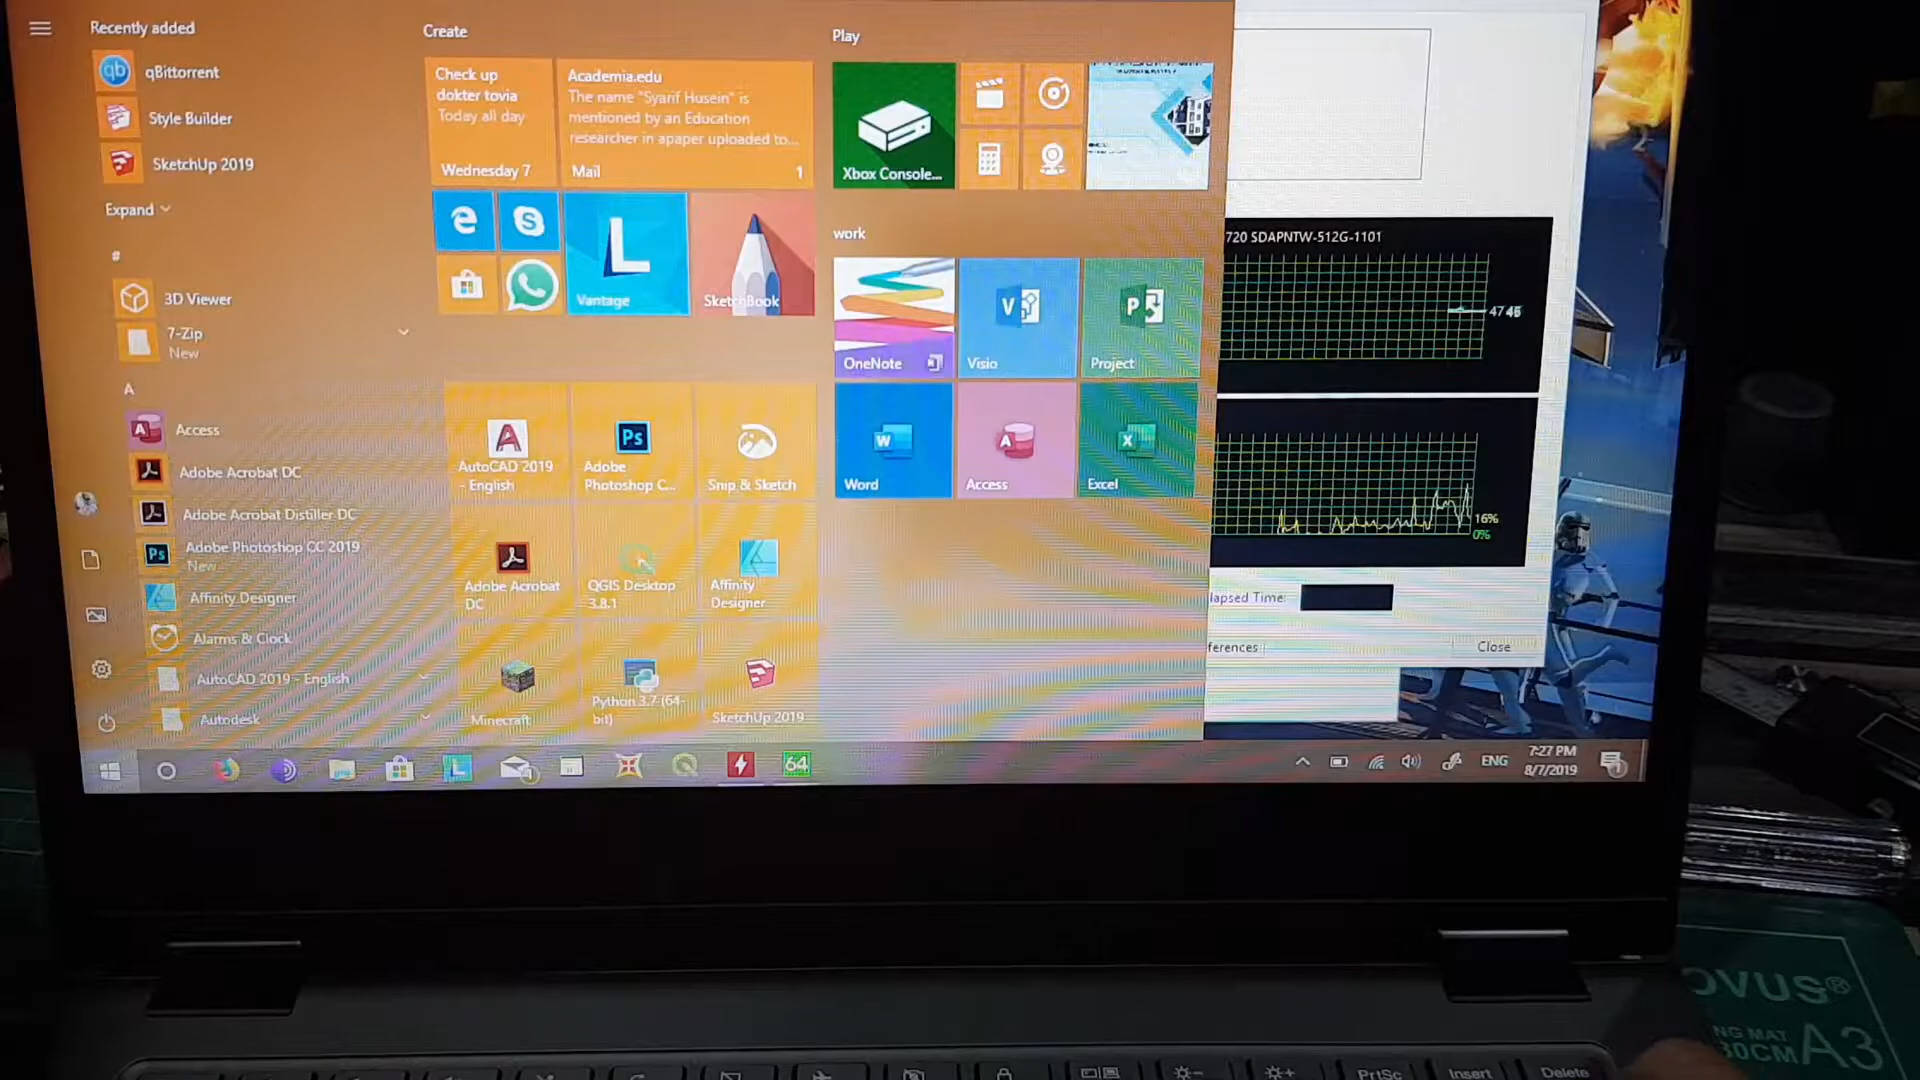 Recently added
qBittorrent
Style Builder
SketchUp 2019
Expand
#
3D Viewer
7-Zip
New
A
Access
Adobe Acrobat DC
Adobe Acrobat Distiller DC
Adobe Photoshop CC 2019
New
Affinity Designer
Alarms & Clock
AutoCAD 2019 - English
Autodesk
Create
Check up
dokter tovia
Today all day
Wednesday 7
Academia.edu
The name "Syarif Husein" is
mentioned by an Education
researcher in apaper uploaded to...
Mail 1
Vantage
SketchBook
AutoCAD 2019
- English
Adobe
Photoshop C...
Snip & Sketch
Adobe Acrobat
DC
QGIS Desktop
3.8.1
Affinity
Designer
Minecraft
Python 3.7 (64-
bit)
SketchUp 2019
Play
Xbox Console...
work
OneNote
Visio
Project
Word
Access
Excel
720 SDAPNTW-512G-1101
16%
0%
lapsed Time:
ferences
Close
64
ENG
7:27 PM
8/7/2019
OVUS®
NG MAT
30CM A3
PrtSc
Insert
Delete